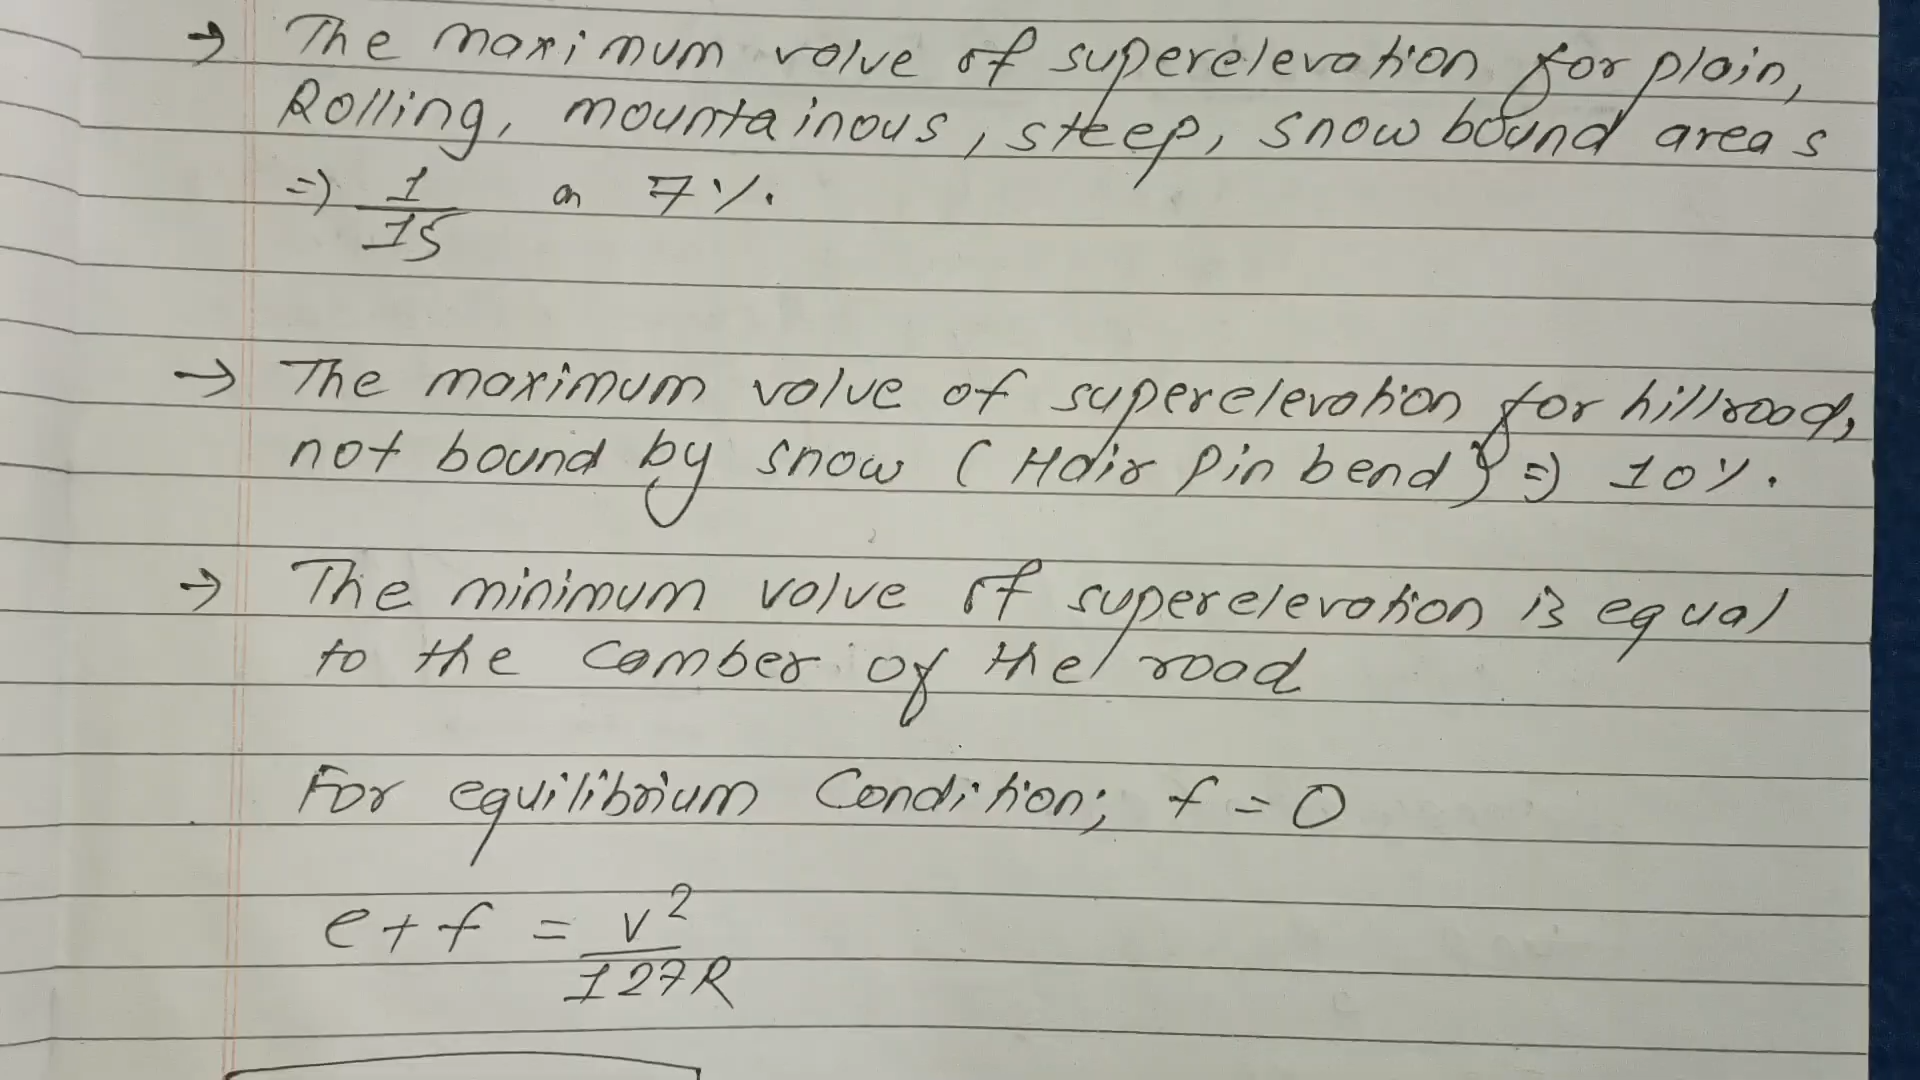 → The maximum value of superelevation for plain,
Rolling, mountainous, steep, snow bound areas
⇒ 1/15 or 7%.
→ The maximum value of superelevation for hillroad,
not bound by snow (Hair Pin bend) ⇒ 10%.
→ The minimum value of superelevation is equal
to the camber of the road
For equilibrium Condition; f = 0
e + f = v²/127R